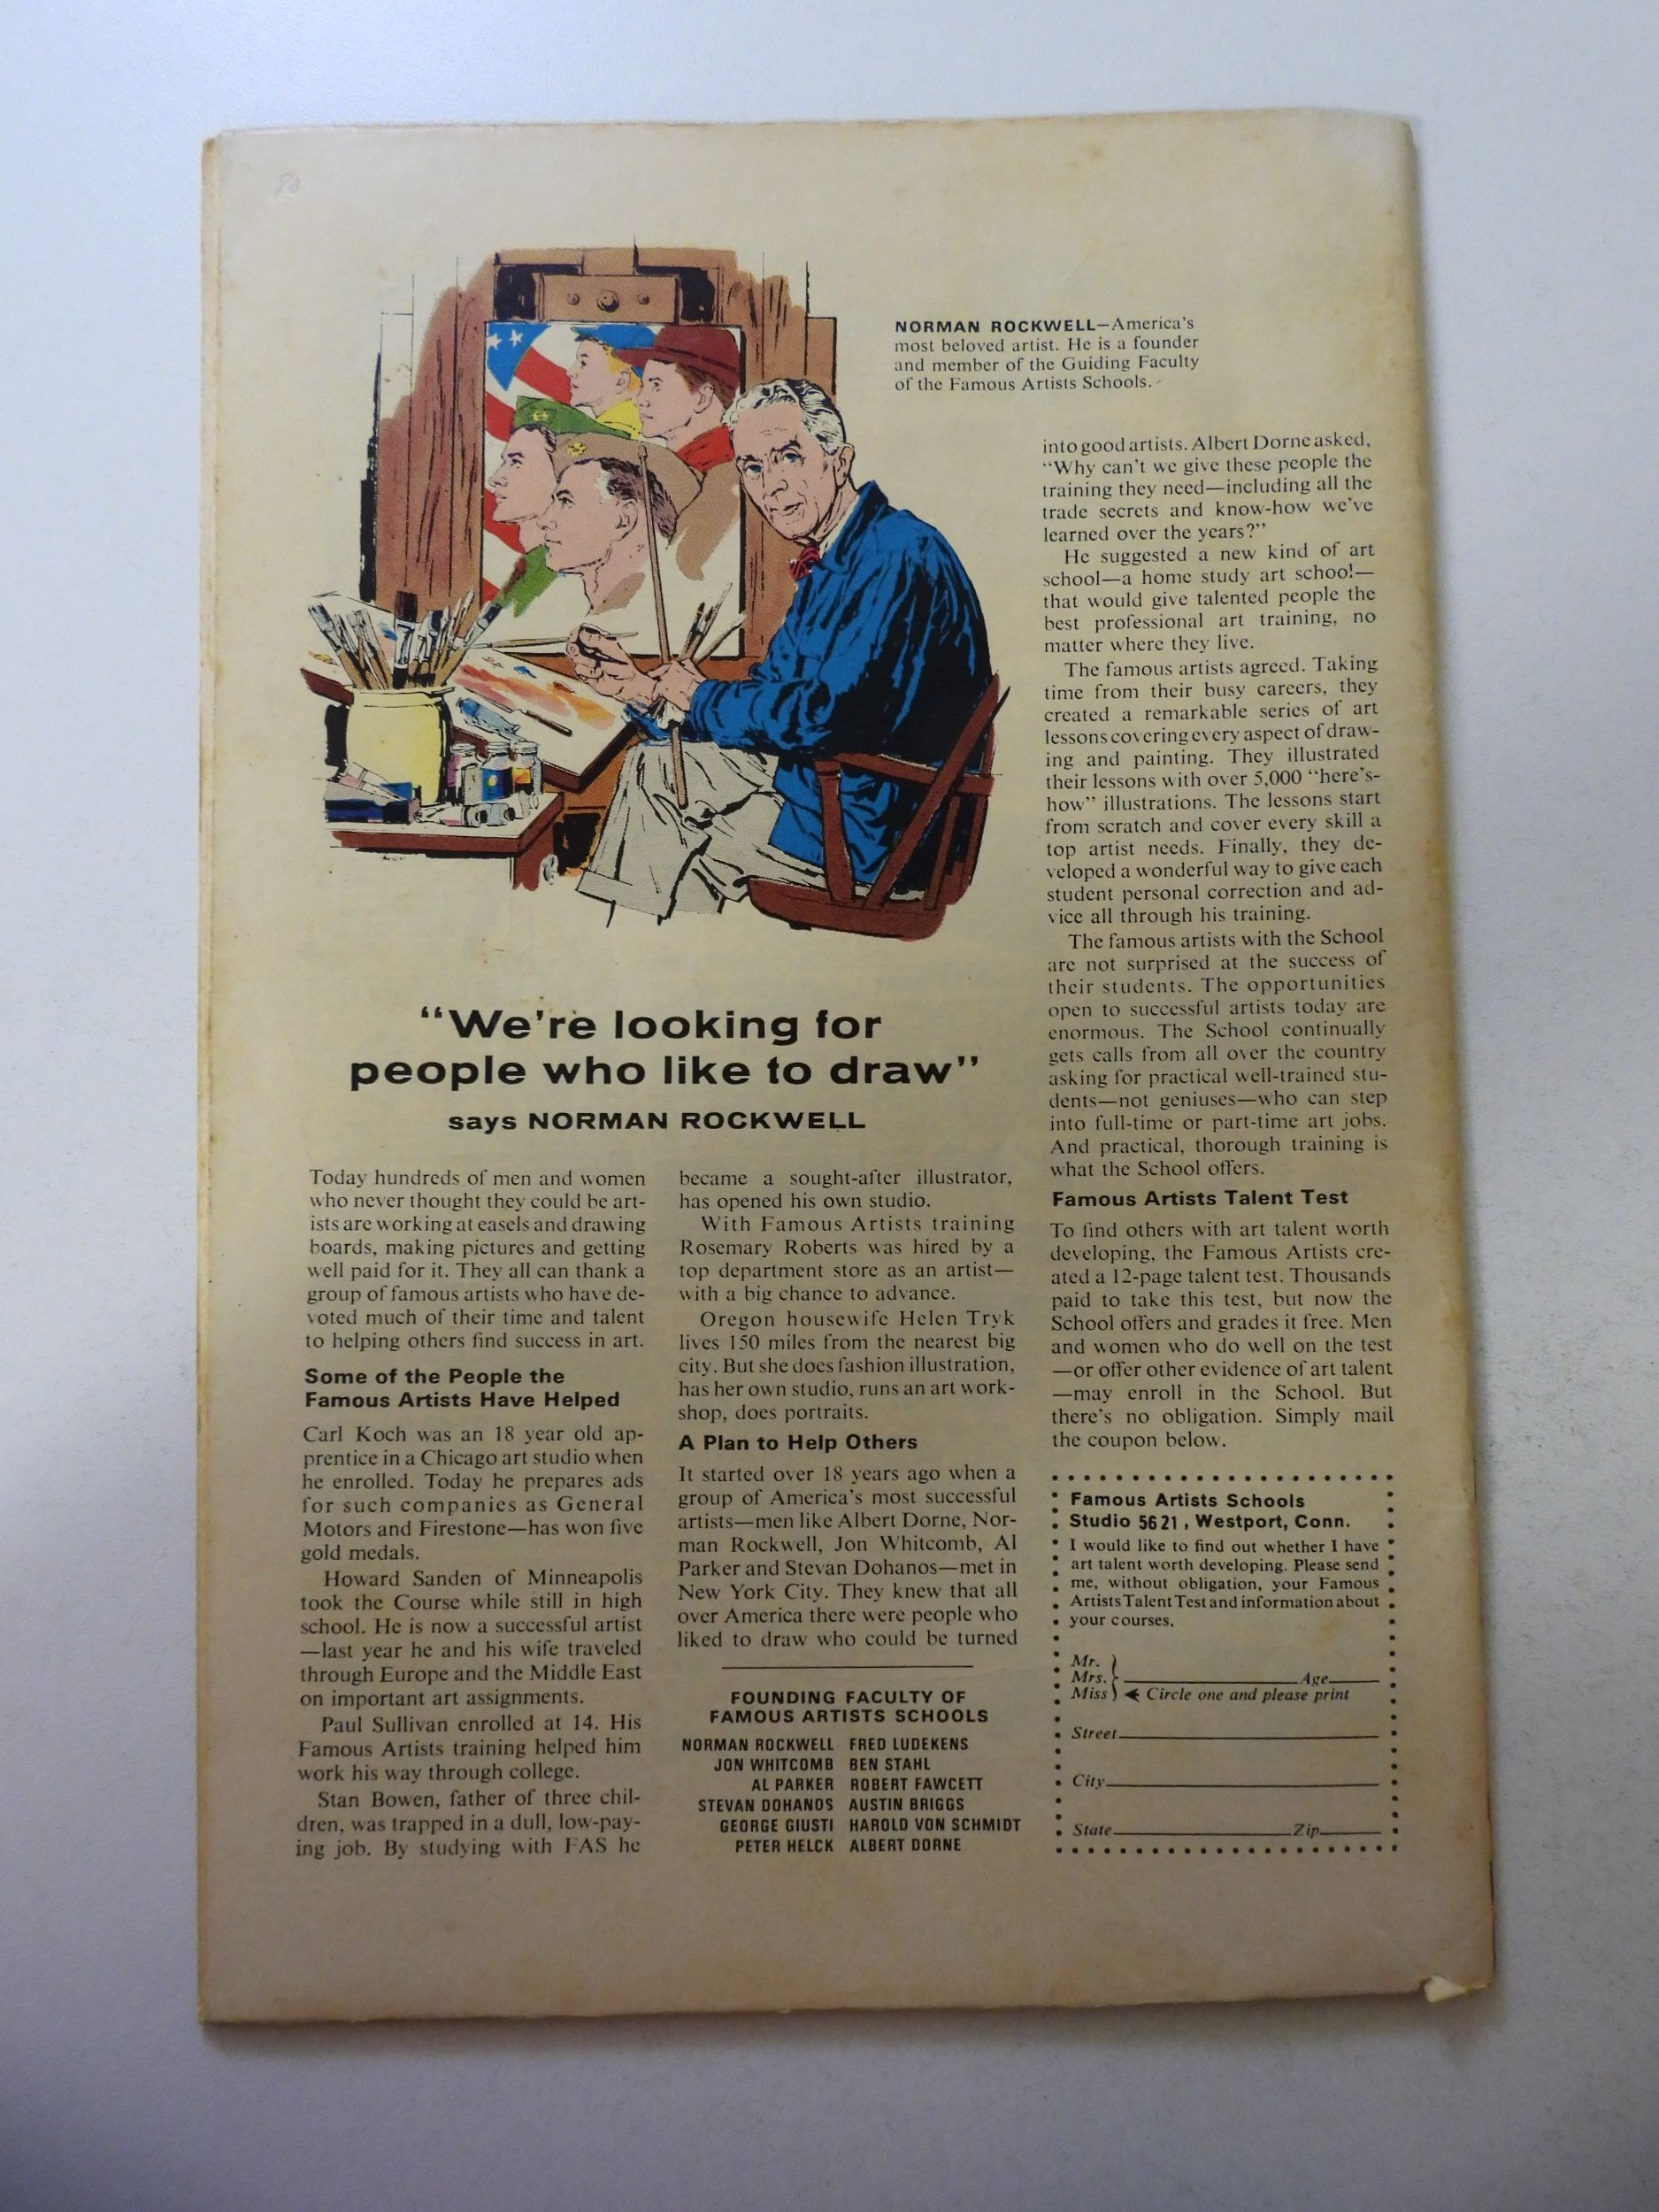 80
NORMAN ROCKWELL—America's
most beloved artist. He is a founder
and member of the Guiding Faculty
of the Famous Artists Schools.
"We're looking for
people who like to draw"
says NORMAN ROCKWELL
Today hundreds of men and women
who never thought they could be art-
ists are working at easels and drawing
boards, making pictures and getting
well paid for it. They all can thank a
group of famous artists who have de-
voted much of their time and talent
to helping others find success in art.
Some of the People the
Famous Artists Have Helped
Carl Koch was an 18 year old ap-
prentice in a Chicago art studio when
he enrolled. Today he prepares ads
for such companies as General
Motors and Firestone—has won five
gold medals.
Howard Sanden of Minneapolis
took the Course while still in high
school. He is now a successful artist
—last year he and his wife traveled
through Europe and the Middle East
on important art assignments.
Paul Sullivan enrolled at 14. His
Famous Artists training helped him
work his way through college.
Stan Bowen, father of three chil-
dren, was trapped in a dull, low-pay-
ing job. By studying with FAS he
became a sought-after illustrator,
has opened his own studio.
With Famous Artists training
Rosemary Roberts was hired by a
top department store as an artist—
with a big chance to advance.
Oregon housewife Helen Tryk
lives 150 miles from the nearest big
city. But she does fashion illustration,
has her own studio, runs an art work-
shop, does portraits.
A Plan to Help Others
It started over 18 years ago when a
group of America's most successful
artists—men like Albert Dorne, Nor-
man Rockwell, Jon Whitcomb, Al
Parker and Stevan Dohanos—met in
New York City. They knew that all
over America there were people who
liked to draw who could be turned
FOUNDING FACULTY OF
FAMOUS ARTISTS SCHOOLS
NORMAN ROCKWELL FRED LUDEKENS
JON WHITCOMB BEN STAHL
AL PARKER ROBERT FAWCETT
STEVAN DOHANOS AUSTIN BRIGGS
GEORGE GIUSTI HAROLD VON SCHMIDT
PETER HELCK ALBERT DORNE
into good artists. Albert Dorne asked,
"Why can't we give these people the
training they need—including all the
trade secrets and know-how we've
learned over the years?"
He suggested a new kind of art
school—a home study art school—
that would give talented people the
best professional art training, no
matter where they live.
The famous artists agreed. Taking
time from their busy careers, they
created a remarkable series of art
lessons covering every aspect of draw-
ing and painting. They illustrated
their lessons with over 5,000 "here's-
how" illustrations. The lessons start
from scratch and cover every skill a
top artist needs. Finally, they de-
veloped a wonderful way to give each
student personal correction and ad-
vice all through his training.
The famous artists with the School
are not surprised at the success of
their students. The opportunities
open to successful artists today are
enormous. The School continually
gets calls from all over the country
asking for practical well-trained stu-
dents—not geniuses—who can step
into full-time or part-time art jobs.
And practical, thorough training is
what the School offers.
Famous Artists Talent Test
To find others with art talent worth
developing, the Famous Artists cre-
ated a 12-page talent test. Thousands
paid to take this test, but now the
School offers and grades it free. Men
and women who do well on the test
—or offer other evidence of art talent
—may enroll in the School. But
there's no obligation. Simply mail
the coupon below.
Famous Artists Schools
Studio 5621, Westport, Conn.
I would like to find out whether I have
art talent worth developing. Please send
me, without obligation, your Famous
Artists Talent Test and information about
your courses.
Mr.
Mrs. Age
Miss Circle one and please print
Street
City
State Zip